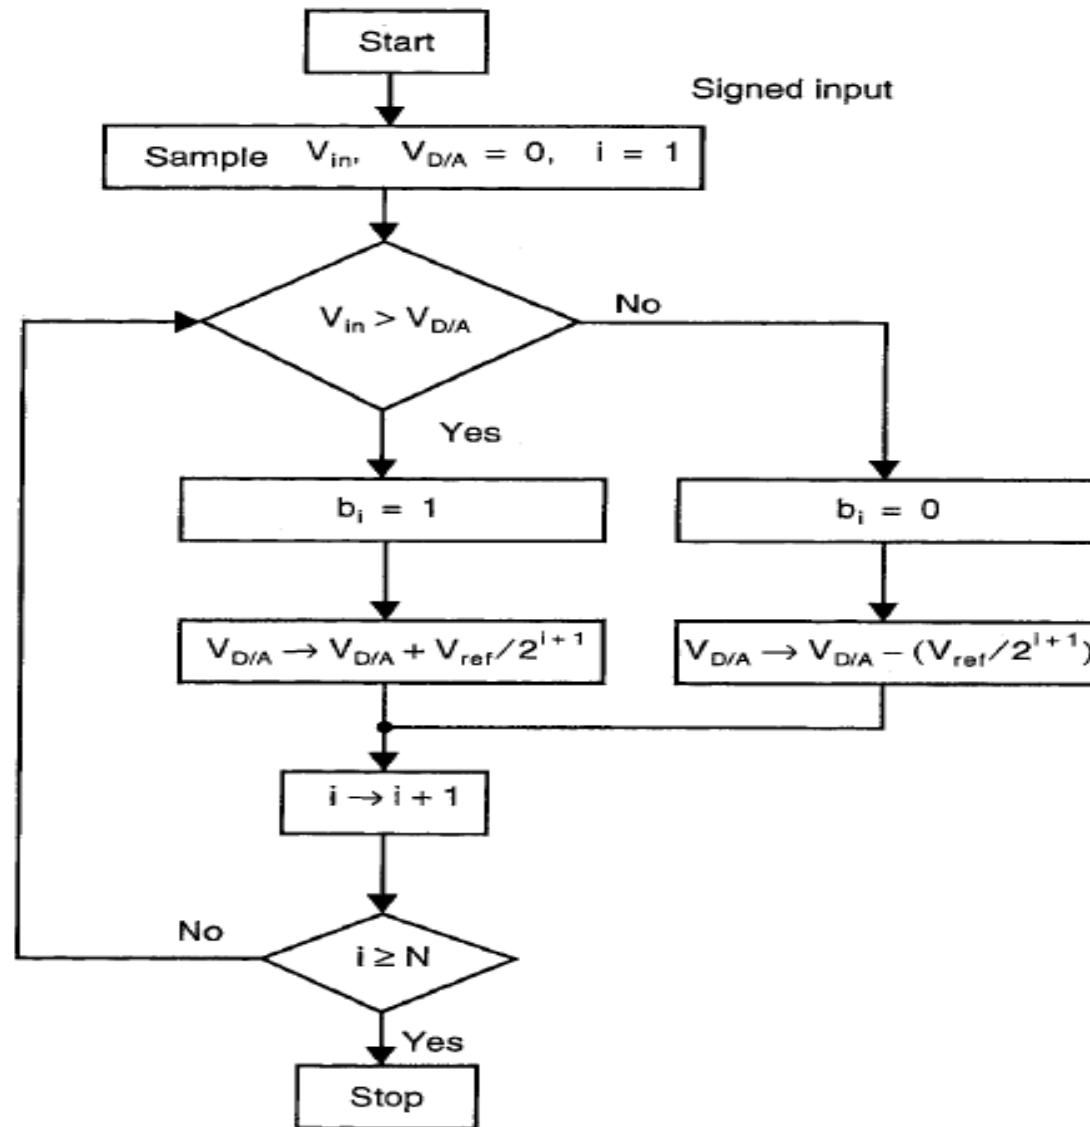 Start
Signed input
Sample V_in, V_D/A = 0, i = 1
V_in > V_D/A
No
Yes
b_i = 1
b_i = 0
V_D/A → V_D/A + V_ref/2^{i+1}
V_D/A → V_D/A − (V_ref/2^{i+1})
i → i + 1
No
i ≥ N
Yes
Stop